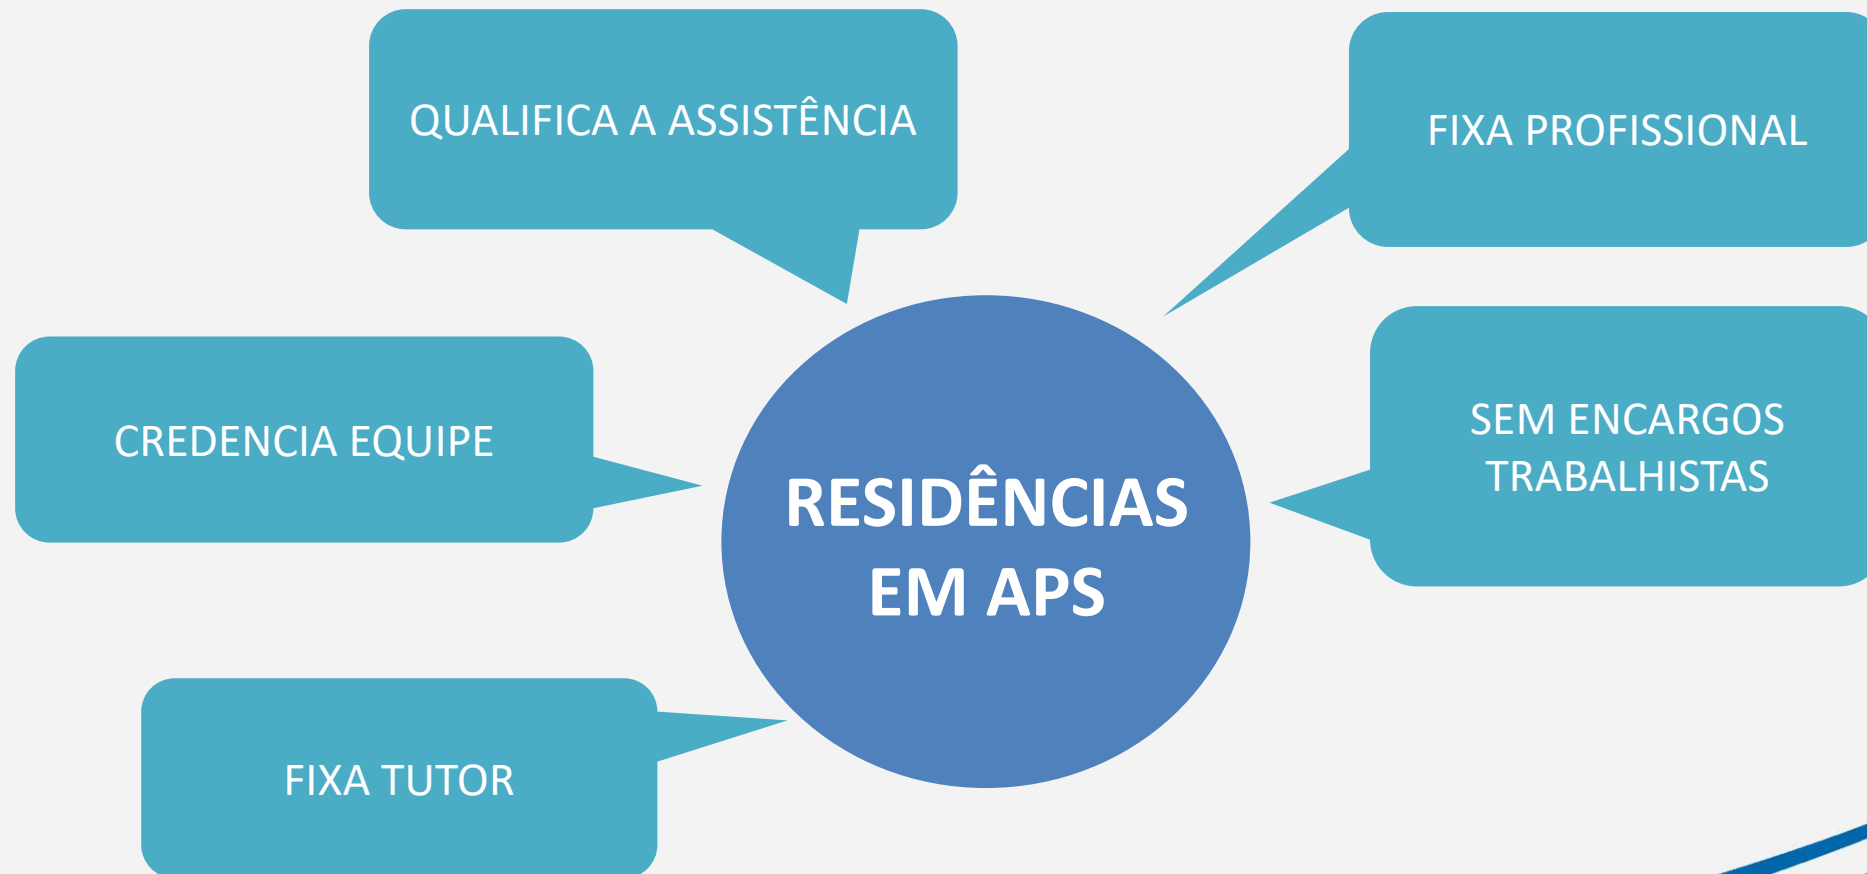 QUALIFICA A ASSISTÊNCIA
FIXA PROFISSIONAL
CREDENCIA EQUIPE
SEM ENCARGOS
TRABALHISTAS
RESIDÊNCIAS
EM APS
FIXA TUTOR